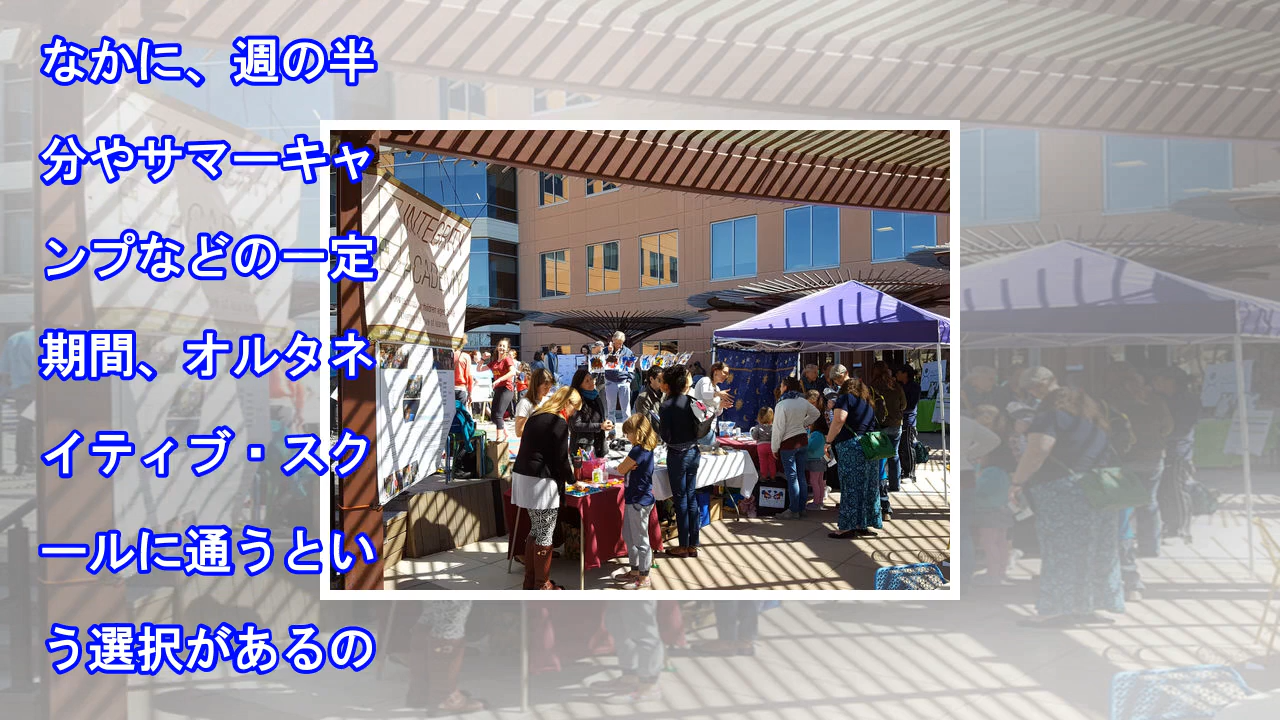 なかに、週の半
分やサマーキャ
ンプなどの一定
期間、オルタネ
イティブ・スク
ールに通うとい
う選択があるの